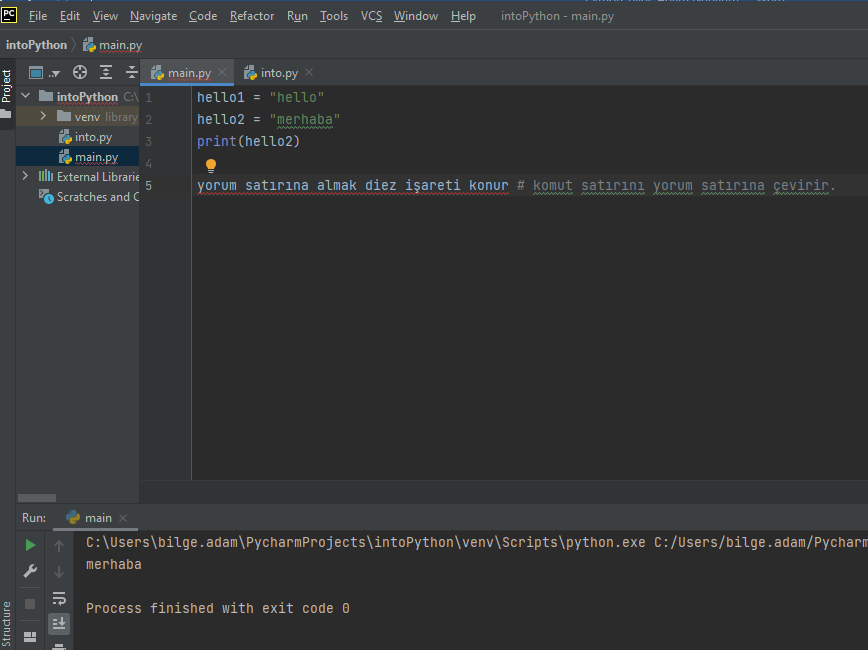 PC File Edit View Navigate Code Refactor Run Tools VCS Window Help intoPython - main.py
intoPython main.py
Project
main.py into.py
intoPython C:\
venv library
into.py
main.py
External Librarie
Scratches and C
1 hello1 = "hello"
2 hello2 = "merhaba"
3 print(hello2)
4
5 yorum satırına almak diez işareti konur # komut satırını yorum satırına çevirir.
Run: main
C:\Users\bilge.adam\PycharmProjects\intoPython\venv\Scripts\python.exe C:/Users/bilge.adam/Pycharm
merhaba
Process finished with exit code 0
Structure